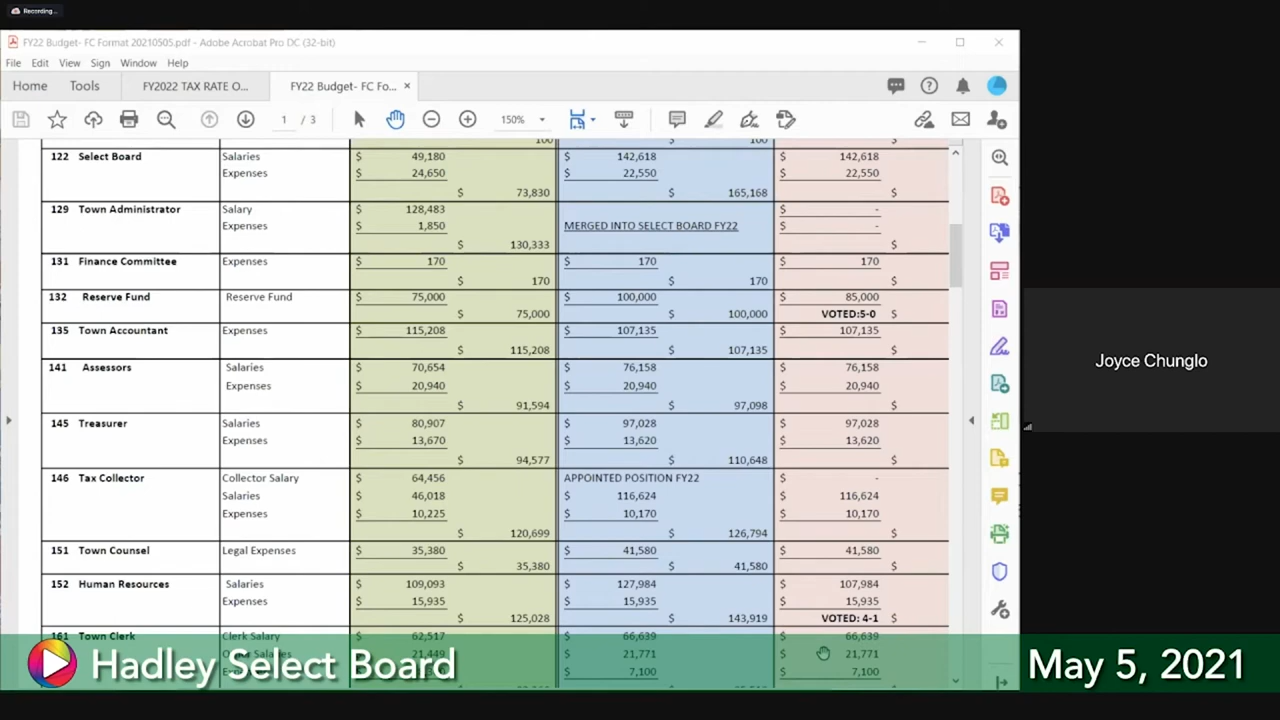 Recording...
FY22 Budget- FC Format 20210505.pdf - Adobe Acrobat Pro DC (32-bit)
File Edit View Sign Window Help
Home Tools FY2022 TAX RATE O... FY22 Budget- FC Fo... ×
1 / 3 150%
100 $ 100 $ 100 $
122 Select Board Salaries $ 49,180 $ 142,618 $ 142,618
Expenses $ 24,650 $ 22,550 $ 22,550
$ 73,830 $ 165,168 $
129 Town Administrator Salary $ 128,483 $ -
Expenses $ 1,850 MERGED INTO SELECT BOARD FY22 $ -
$ 130,333 $
131 Finance Committee Expenses $ 170 $ 170 $ 170
$ 170 $ 170 $
132 Reserve Fund Reserve Fund $ 75,000 $ 100,000 $ 85,000
$ 75,000 $ 100,000 VOTED:5-0 $
135 Town Accountant Expenses $ 115,208 $ 107,135 $ 107,135
$ 115,208 $ 107,135 $
141 Assessors Salaries $ 70,654 $ 76,158 $ 76,158
Expenses $ 20,940 $ 20,940 $ 20,940
$ 91,594 $ 97,098 $
145 Treasurer Salaries $ 80,907 $ 97,028 $ 97,028
Expenses $ 13,670 $ 13,620 $ 13,620
$ 94,577 $ 110,648 $
146 Tax Collector Collector Salary $ 64,456 APPOINTED POSITION FY22 $ -
Salaries $ 46,018 $ 116,624 $ 116,624
Expenses $ 10,225 $ 10,170 $ 10,170
$ 120,699 $ 126,794 $
151 Town Counsel Legal Expenses $ 35,380 $ 41,580 $ 41,580
$ 35,380 $ 41,580 $
152 Human Resources Salaries $ 109,093 $ 127,984 $ 107,984
Expenses $ 15,935 $ 15,935 $ 15,935
$ 125,028 $ 143,919 VOTED: 4-1 $
161 Town Clerk Clerk Salary $ 62,517 $ 66,639 $ 66,639
$ 21,449 $ 21,771 $ 21,771
$ 7,100 $ 7,100
Joyce Chunglo
Hadley Select Board
May 5, 2021